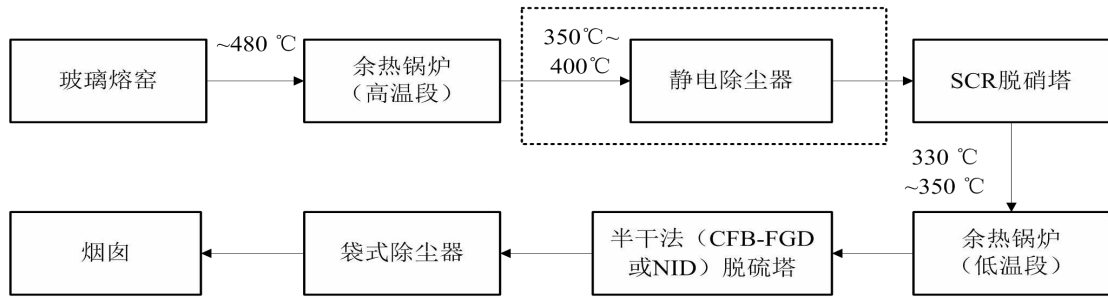 玻璃熔窑
~480 ℃
余热锅炉
（高温段）
350℃~
400℃
静电除尘器
SCR脱硝塔
330 ℃
~350 ℃
烟囱
袋式除尘器
半干法（CFB-FGD
或NID）脱硫塔
余热锅炉
（低温段）